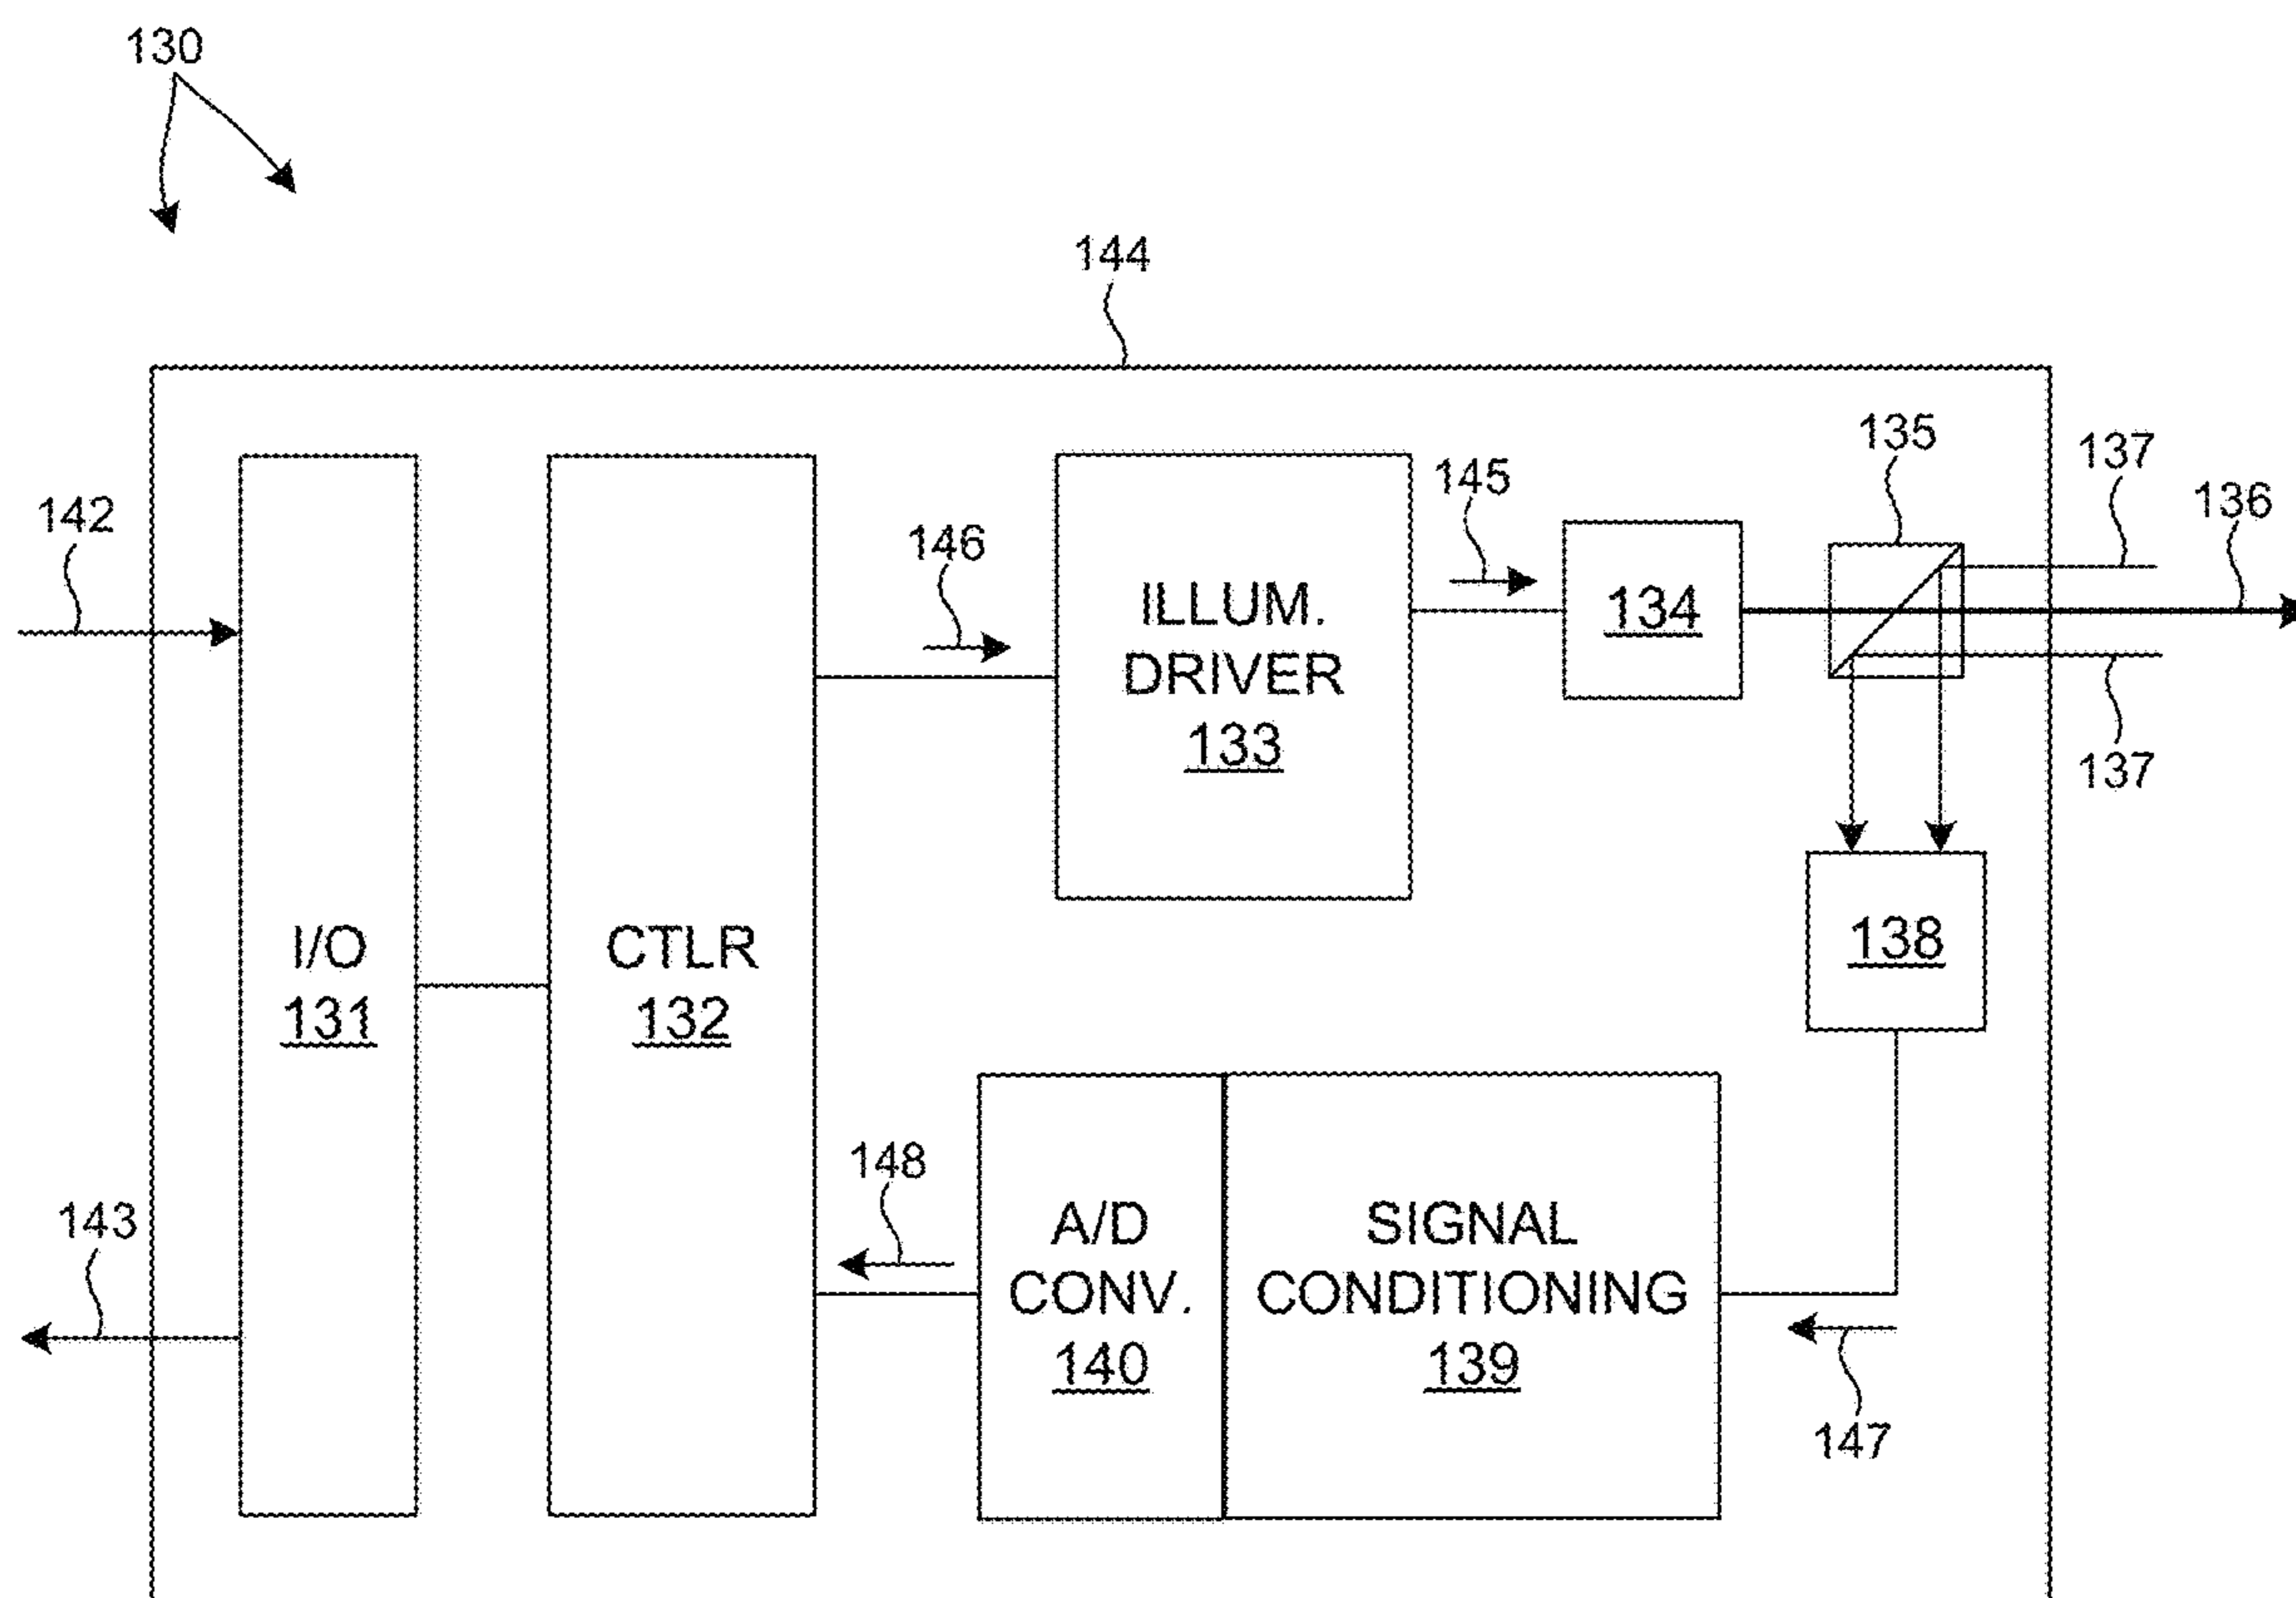 130
144
135
137
136
142
146
145
ILLUM.
DRIVER
133
134
137
I/O
131
CTLR
132
138
148
143
A/D
CONV.
140
SIGNAL
CONDITIONING
139
147